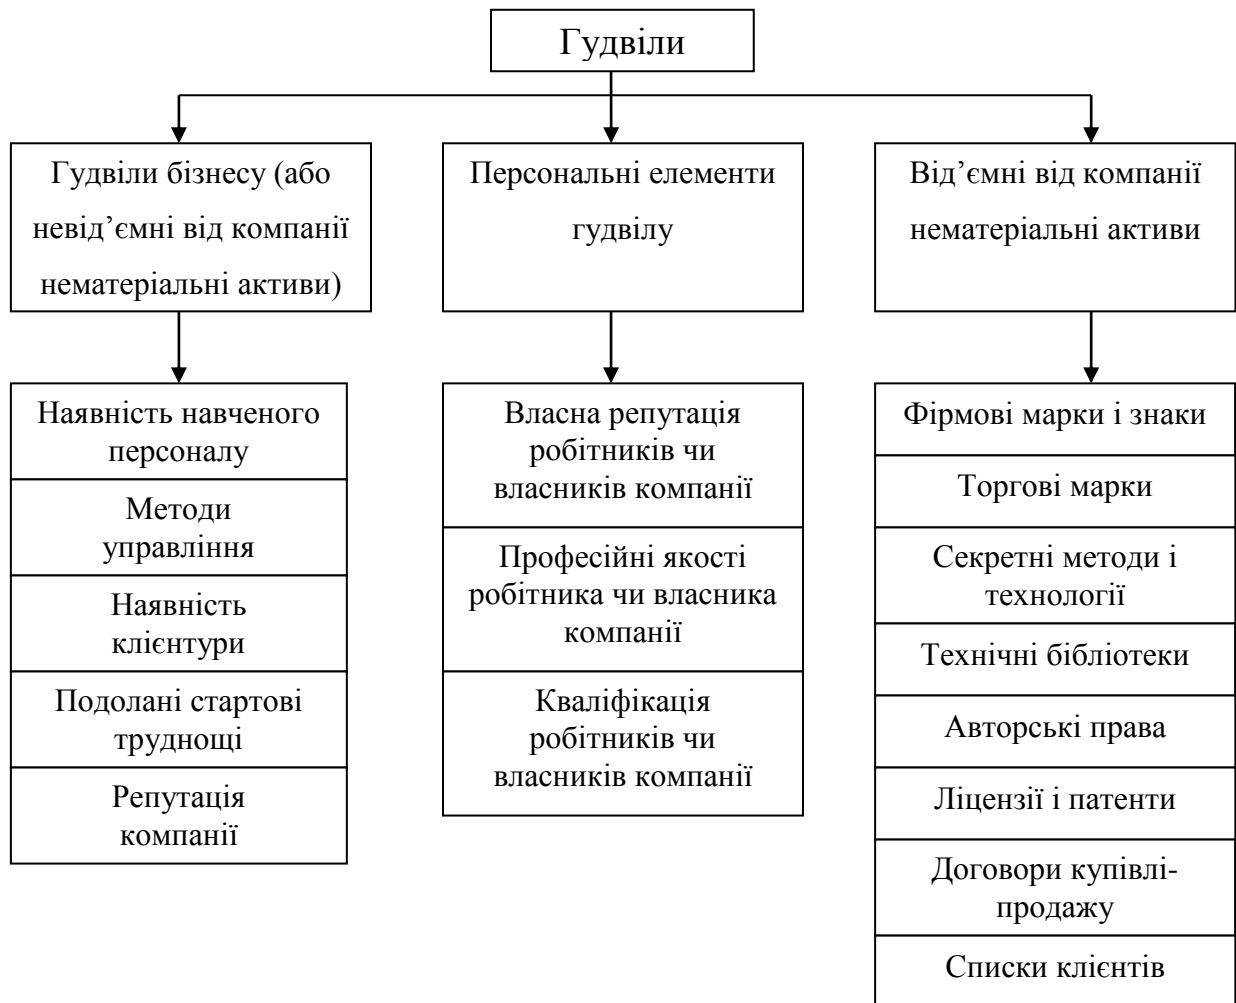 Гудвіли
Гудвіли бізнесу (або
невід’ємні від компанії
нематеріальні активи)
Персональні елементи
гудвілу
Від’ємні від компанії
нематеріальні активи
Наявність навченого
персоналу
Методи
управління
Наявність
клієнтури
Подолані стартові
труднощі
Репутація
компанії
Власна репутація
робітників чи
власників компанії
Професійні якості
робітника чи власника
компанії
Кваліфікація
робітників чи
власників компанії
Фірмові марки і знаки
Торгові марки
Секретні методи і
технології
Технічні бібліотеки
Авторські права
Ліцензії і патенти
Договори купівлі-
продажу
Списки клієнтів